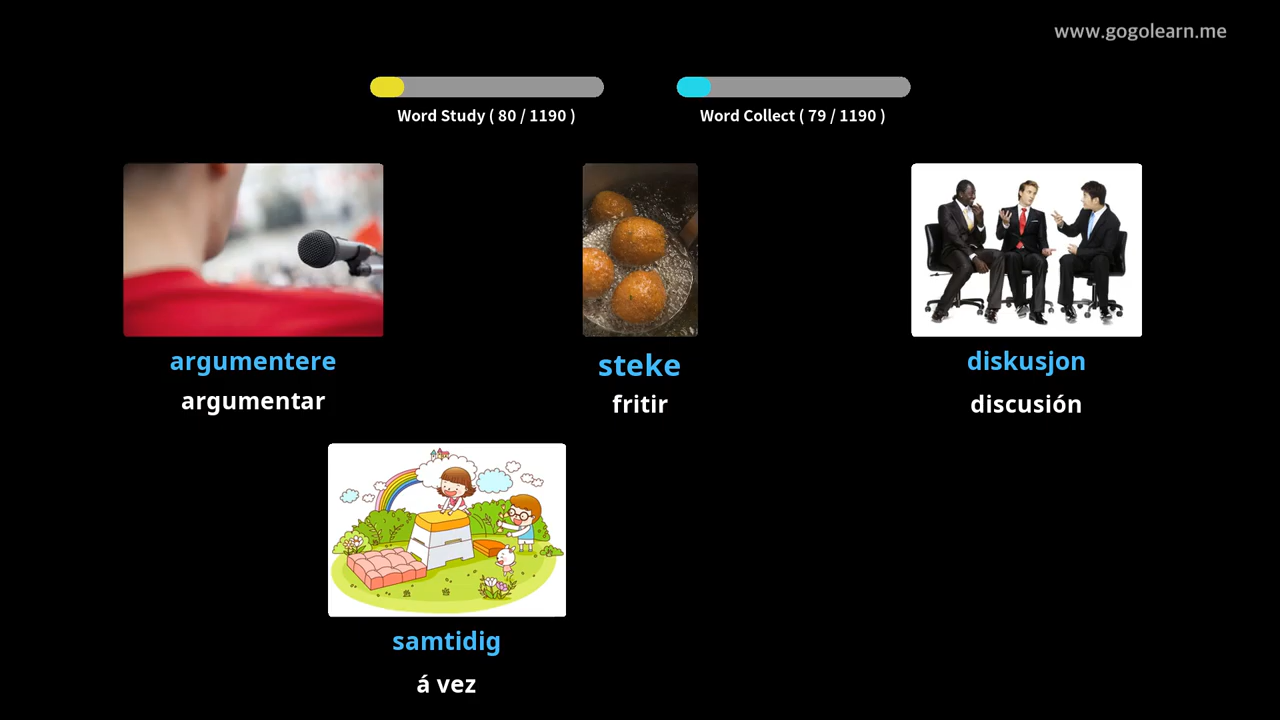 www.gogolearn.me
Word Study ( 80 / 1190 )
Word Collect ( 79 / 1190 )
argumentere
argumentar
steke
fritir
diskusjon
discusión
samtidig
á vez